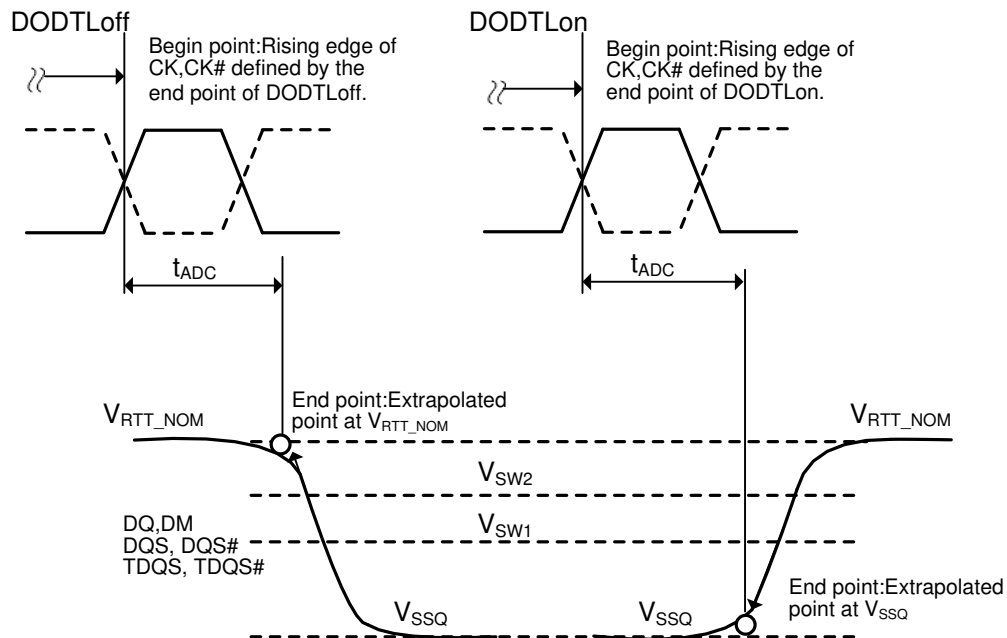 DODTLoff
Begin point:Rising edge of
CK,CK# defined by the
end point of DODTLoff.
DODTLon
Begin point:Rising edge of
CK,CK# defined by the
end point of DODTLon.
tADC
tADC
End point:Extrapolated
point at VRTT_NOM
VRTT_NOM
VRTT_NOM
VSW2
VSW1
DQ,DM
DQS, DQS#
TDQS, TDQS#
VSSQ
VSSQ
End point:Extrapolated
point at VSSQ